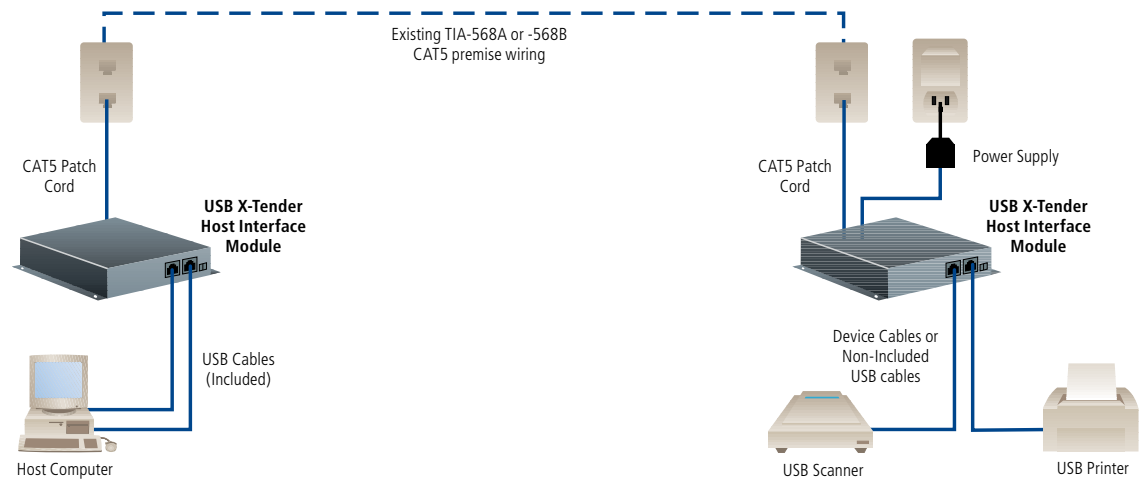 Existing TIA-568A or -568B
CAT5 premise wiring
CAT5 Patch
Cord
USB X-Tender
Host Interface
Module
USB Cables
(Included)
Host Computer
CAT5 Patch
Cord
Power Supply
USB X-Tender
Host Interface
Module
Device Cables or
Non-Included
USB cables
USB Scanner
USB Printer